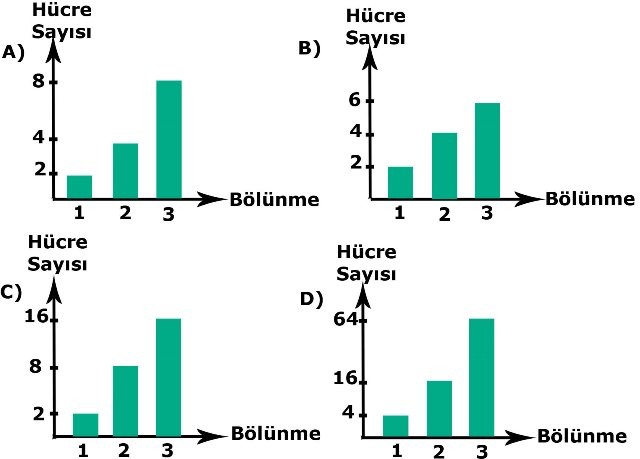 Hücre
Sayısı
A)
8
4
2
1 2 3
Bölünme
Hücre
Sayısı
B)
6
4
2
1 2 3
Bölünme
Hücre
Sayısı
C)
16
8
2
1 2 3
Bölünme
Hücre
Sayısı
D)
64
16
4
1 2 3
Bölünme